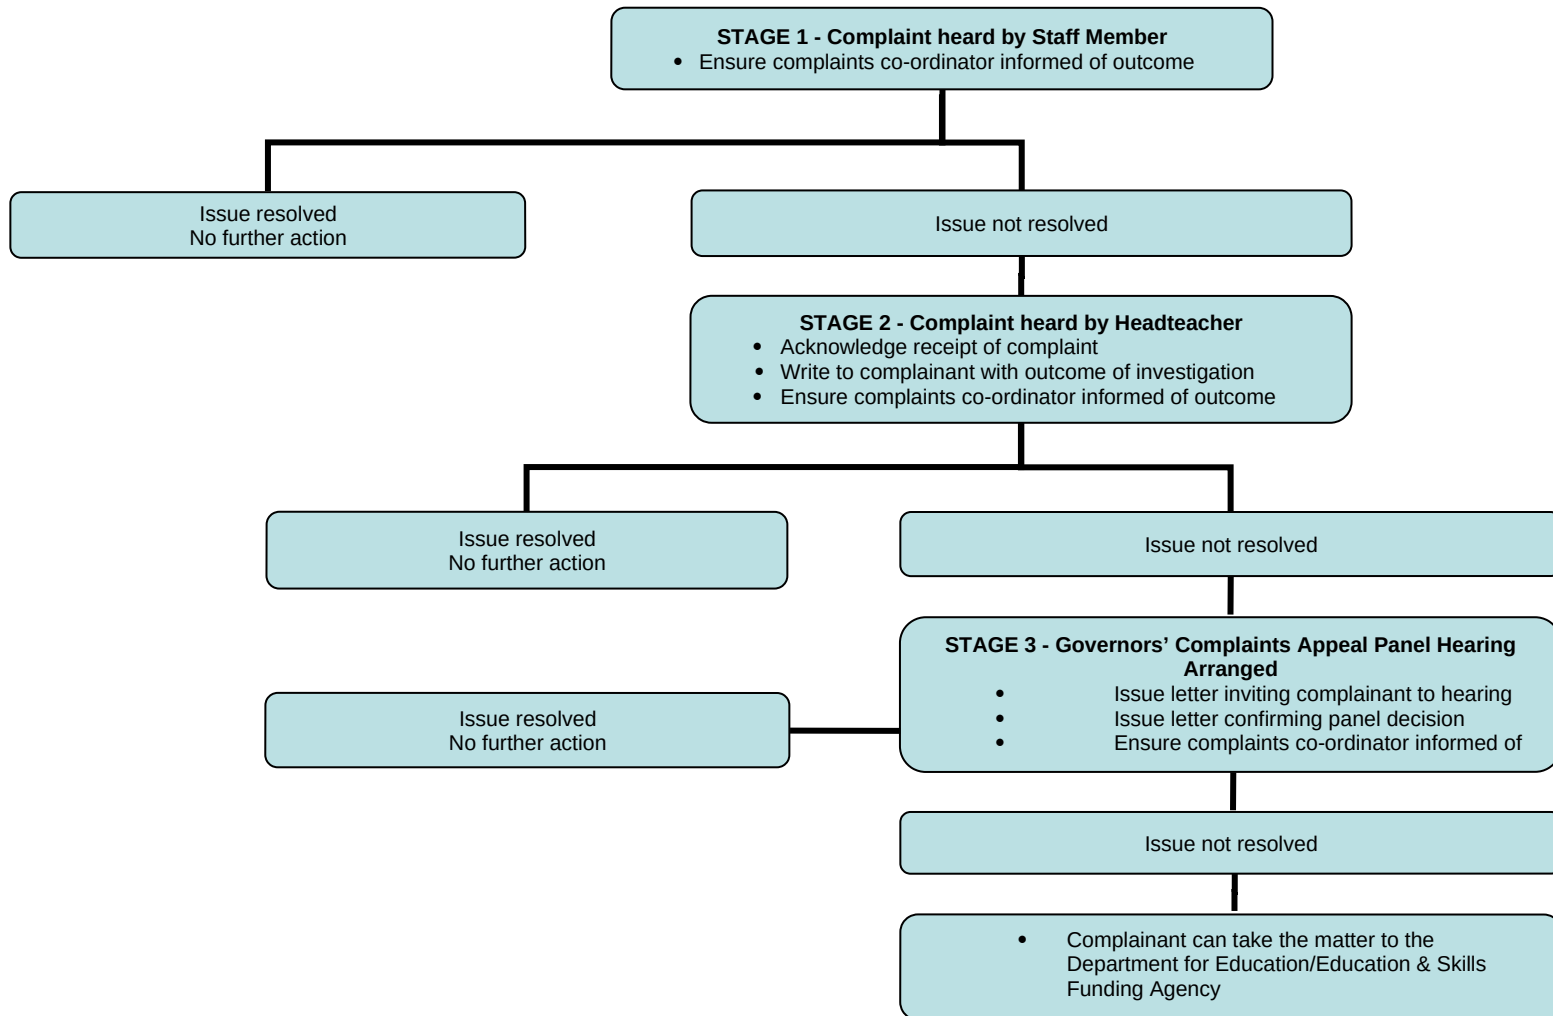 STAGE 1 - Complaint heard by Staff Member
• Ensure complaints co-ordinator informed of outcome
Issue resolved
No further action
Issue not resolved
STAGE 2 - Complaint heard by Headteacher
• Acknowledge receipt of complaint
• Write to complainant with outcome of investigation
• Ensure complaints co-ordinator informed of outcome
Issue resolved
No further action
Issue not resolved
STAGE 3 - Governors’ Complaints Appeal Panel Hearing
Arranged
• Issue letter inviting complainant to hearing
• Issue letter confirming panel decision
• Ensure complaints co-ordinator informed of
Issue resolved
No further action
Issue not resolved
• Complainant can take the matter to the
Department for Education/Education & Skills
Funding Agency